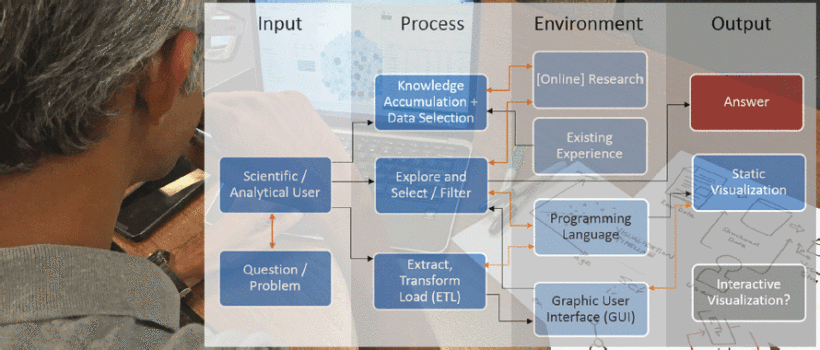 Input
Process
Environment
Output
Knowledge
Accumulation +
Data Selection
[Online] Research
Answer
Existing
Experience
Scientific /
Analytical User
Explore and
Select / Filter
Static
Visualization
Programming
Language
Question /
Problem
Extract,
Transform
Load (ETL)
Graphic User
Interface (GUI)
Interactive
Visualization?